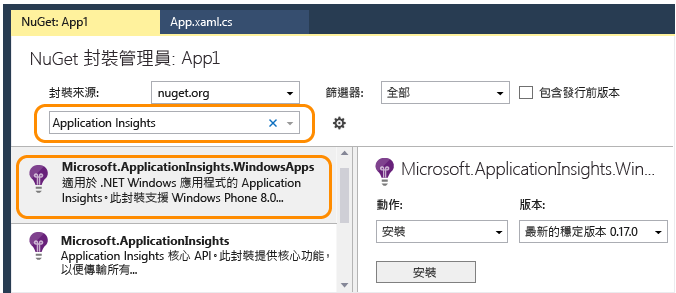 NuGet: App1
App.xaml.cs
NuGet 封裝管理員: App1
封裝來源: nuget.org 篩選器: 全部 包含發行前版本
Application Insights
Microsoft.ApplicationInsights.WindowsApps
適用於 .NET Windows 應用程式的 Application
Insights。此封裝支援 Windows Phone 8.0...
Microsoft.ApplicationInsights
Application Insights 核心 API。此封裝提供核心功能，
以便傳輸所有...
Microsoft.ApplicationInsights.Win...
動作: 版本:
安裝 最新的穩定版本 0.17.0
安裝